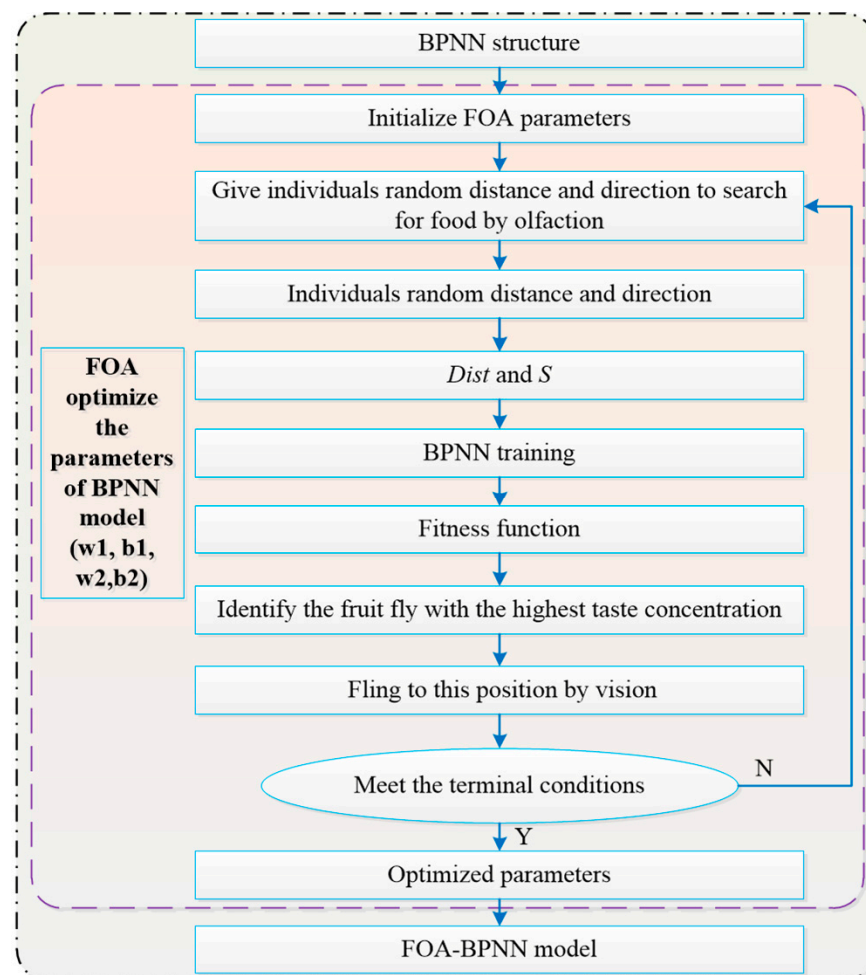 BPNN structure
Initialize FOA parameters
Give individuals random distance and direction to search
for food by olfaction
Individuals random distance and direction
Dist and S
BPNN training
Fitness function
Identify the fruit fly with the highest taste concentration
Fling to this position by vision
Meet the terminal conditions
N
Y
Optimized parameters
FOA-BPNN model
FOA
optimize
the
parameters
of BPNN
model
(w1, b1,
w2,b2)